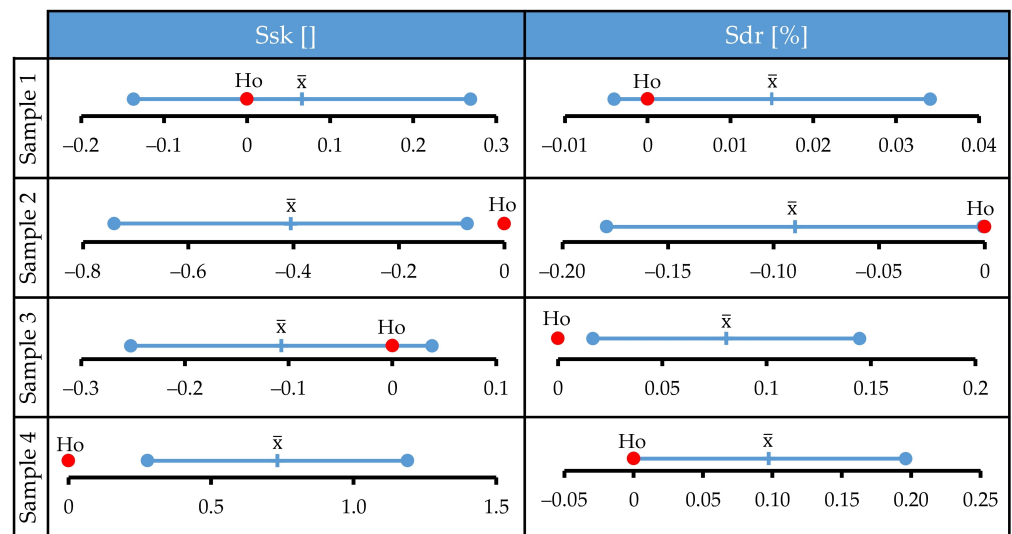 Ssk [] Sdr [%]
Sample 1
Ho x̄
−0.2 −0.1 0 0.1 0.2 0.3
Ho x̄
−0.01 0 0.01 0.02 0.03 0.04
Sample 2
x̄ Ho
−0.8 −0.6 −0.4 −0.2 0
x̄ Ho
−0.20 −0.15 −0.10 −0.05 0
Sample 3
x̄ Ho
−0.3 −0.2 −0.1 0 0.1
Ho x̄
0 0.05 0.1 0.15 0.2
Sample 4
Ho x̄
0 0.5 1.0 1.5
Ho x̄
−0.05 0 0.05 0.10 0.15 0.20 0.25